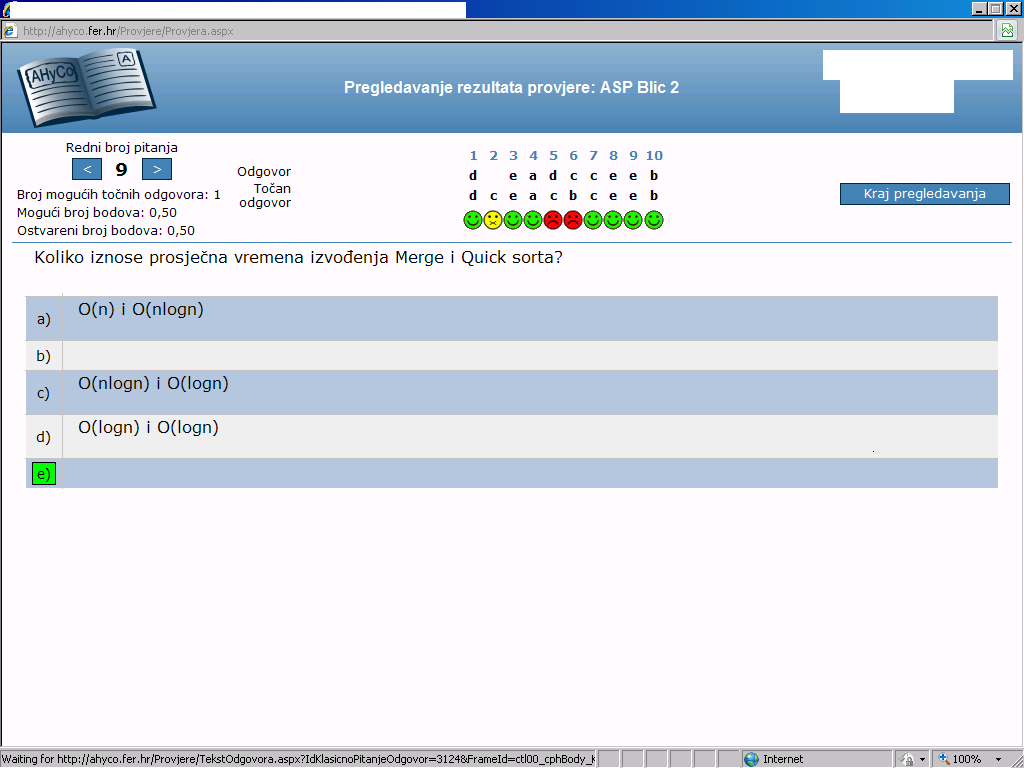 http://ahyco.fer.hr/Provjere/Provjera.aspx
AHyCo
A
Pregledavanje rezultata provjere: ASP Blic 2
Redni broj pitanja
< 9 >
Broj mogućih točnih odgovora: 1
Mogući broj bodova: 0,50
Ostvareni broj bodova: 0,50
1 2 3 4 5 6 7 8 9 10
Odgovor d e a d c c e e b
Točan odgovor d c e a c b c e e b
Kraj pregledavanja
Koliko iznose prosječna vremena izvođenja Merge i Quick sorta?
a) O(n) i O(nlogn)
b)
c) O(nlogn) i O(logn)
d) O(logn) i O(logn)
e)
Waiting for http://ahyco.fer.hr/Provjere/TekstOdgovora.aspx?IdKlasicnoPitanjeOdgovor=3124&FrameId=ctl00_cphBody_
Internet
100%